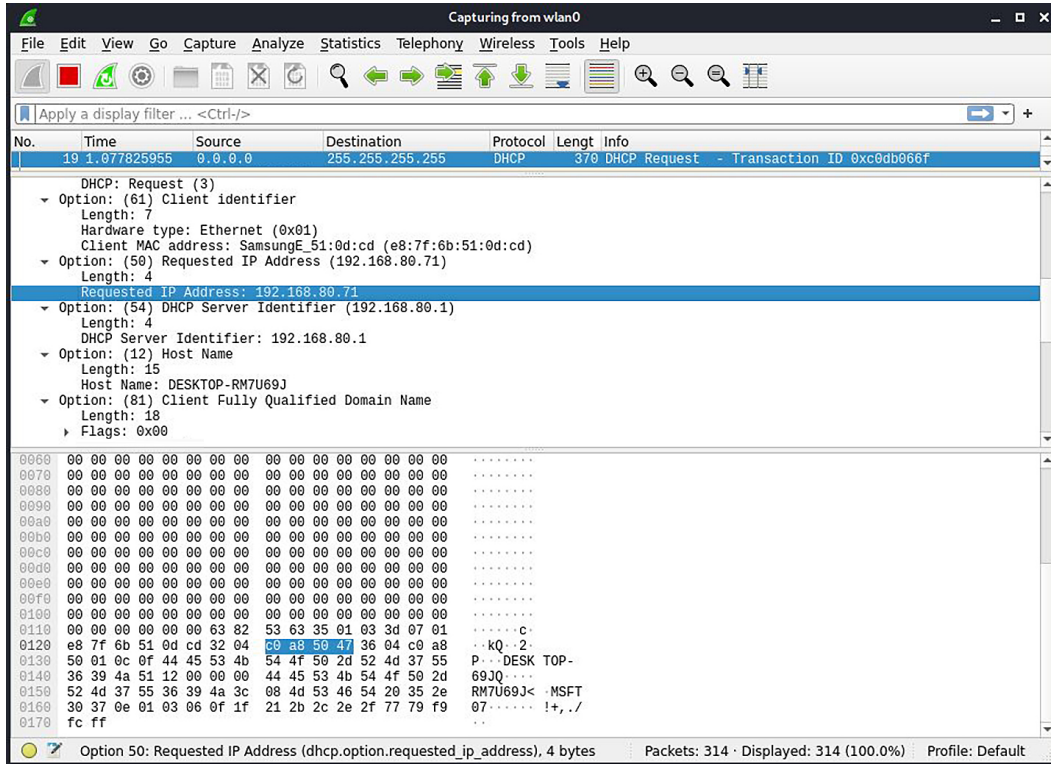 Capturing from wlan0
File Edit View Go Capture Analyze Statistics Telephony Wireless Tools Help
Apply a display filter ... <Ctrl-/>
No. Time Source Destination Protocol Lengt Info
19 1.077825955 0.0.0.0 255.255.255.255 DHCP 370 DHCP Request - Transaction ID 0xc0db066f
DHCP: Request (3)
Option: (61) Client identifier
Length: 7
Hardware type: Ethernet (0x01)
Client MAC address: SamsungE_51:0d:cd (e8:7f:6b:51:0d:cd)
Option: (50) Requested IP Address (192.168.80.71)
Length: 4
Requested IP Address: 192.168.80.71
Option: (54) DHCP Server Identifier (192.168.80.1)
Length: 4
DHCP Server Identifier: 192.168.80.1
Option: (12) Host Name
Length: 15
Host Name: DESKTOP-RM7U69J
Option: (81) Client Fully Qualified Domain Name
Length: 18
Flags: 0x00
0060 00 00 00 00 00 00 00 00 00 00 00 00 00 00 00 00 ········
0070 00 00 00 00 00 00 00 00 00 00 00 00 00 00 00 00 ········
0080 00 00 00 00 00 00 00 00 00 00 00 00 00 00 00 00 ········
0090 00 00 00 00 00 00 00 00 00 00 00 00 00 00 00 00 ········
00a0 00 00 00 00 00 00 00 00 00 00 00 00 00 00 00 00 ········
00b0 00 00 00 00 00 00 00 00 00 00 00 00 00 00 00 00 ········
00c0 00 00 00 00 00 00 00 00 00 00 00 00 00 00 00 00 ········
00d0 00 00 00 00 00 00 00 00 00 00 00 00 00 00 00 00 ········
00e0 00 00 00 00 00 00 00 00 00 00 00 00 00 00 00 00 ········
00f0 00 00 00 00 00 00 00 00 00 00 00 00 00 00 00 00 ········
0100 00 00 00 00 00 00 00 00 00 00 00 00 00 00 00 00 ········
0110 00 00 00 00 00 00 63 82 53 63 35 01 03 3d 07 01 ······c·
0120 e8 7f 6b 51 0d cd 32 04 c0 a8 50 47 36 04 c0 a8 ··kQ··2·
0130 50 01 0c 0f 44 45 53 4b 54 4f 50 2d 52 4d 37 55 P···DESK TOP-
0140 36 39 4a 51 12 00 00 00 44 45 53 4b 54 4f 50 2d 69JQ····
0150 52 4d 37 55 36 39 4a 3c 08 4d 53 46 54 20 35 2e RM7U69J< ·MSFT
0160 30 37 0e 01 03 06 0f 1f 21 2b 2c 2e 2f 77 79 f9 07······ !+,./
0170 fc ff ··
Option 50: Requested IP Address (dhcp.option.requested_ip_address), 4 bytes Packets: 314 · Displayed: 314 (100.0%) Profile: Default